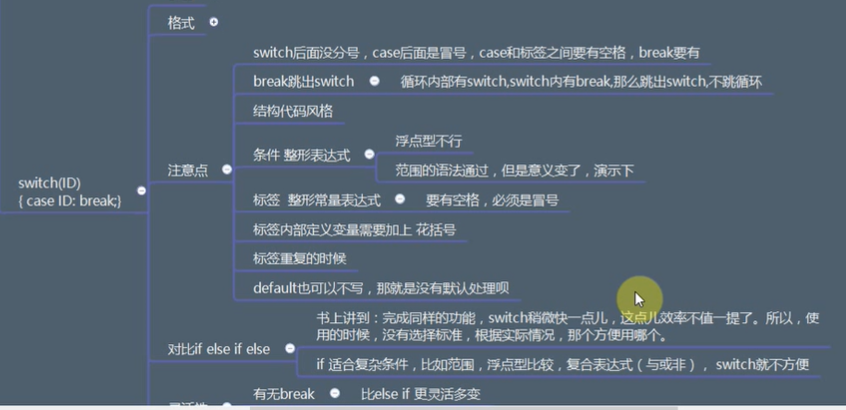 格式
switch后面没分号，case后面是冒号，case和标签之间要有空格，break要有
break跳出switch
循环内部有switch,switch内有break,那么跳出switch,不跳循环
结构代码风格
条件 整形表达式
浮点型不行
范围的语法通过，但是意义变了，演示下
注意点
switch(ID)
{ case ID: break;}
标签 整形常量表达式
要有空格，必须是冒号
标签内部定义变量需要加上 花括号
标签重复的时候
default也可以不写，那就是没有默认处理呗
书上讲到：完成同样的功能，switch稍微快一点儿，这点儿效率不值一提了。所以，使
用的时候，没有选择标准，根据实际情况，那个方便用哪个。
对比if else if else
if 适合复杂条件，比如范围，浮点型比较，复合表达式（与或非），switch就不方便
有无break
比else if 更灵活多变